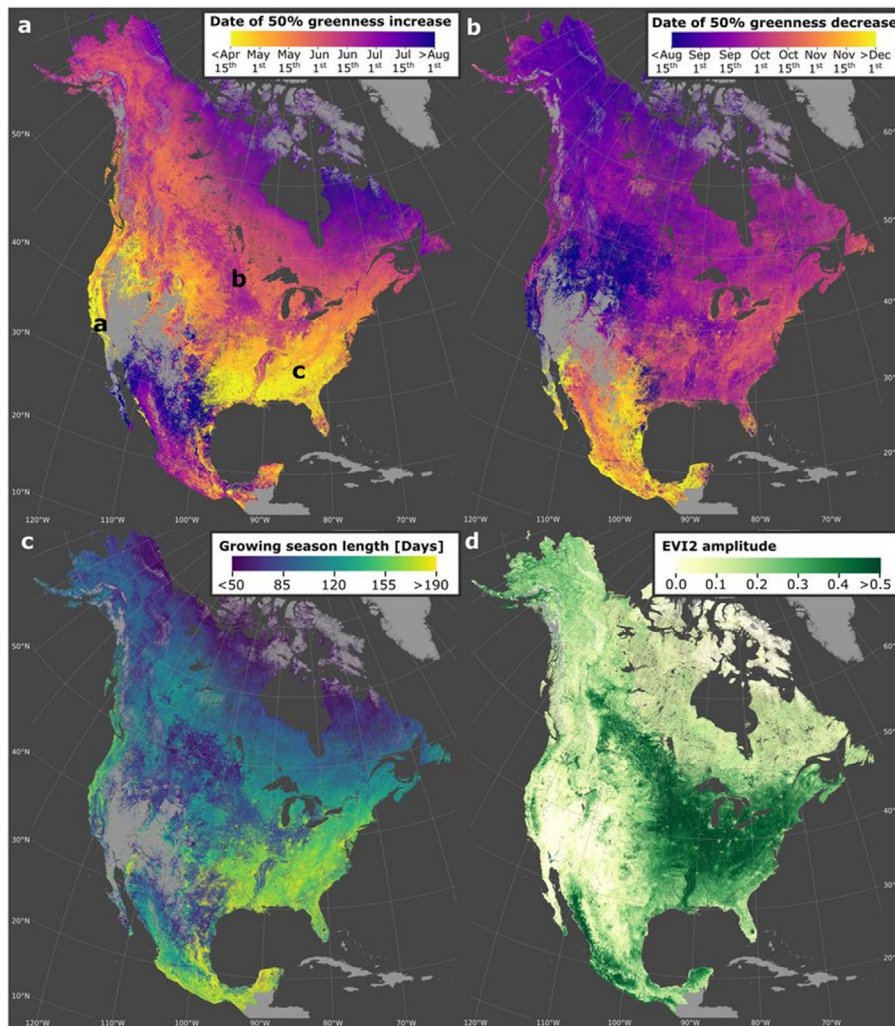 a
Date of 50% greenness increase
<Apr May May Jun Jun Jul Jul >Aug
15th 1st 15th 1st 15th 1st 15th 1st
b
Date of 50% greenness decrease
<Aug Sep Sep Oct Oct Nov Nov >Dec
15th 1st 15th 1st 15th 1st 15th 1st
50°N
60°N
40°N
50°N
b
30°N
40°N
a
c
20°N
30°N
10°N
20°N
120°W 110°W 100°W 90°W 80°W 70°W
120°W 110°W 100°W 90°W 80°W 70°W
c
Growing season length [Days]
<50 85 120 155 >190
d
EVI2 amplitude
0.0 0.1 0.2 0.3 0.4 >0.5
50°N
60°N
40°N
50°N
30°N
40°N
20°N
30°N
10°N
20°N
110°W 100°W 90°W 80°W 70°W
120°W 110°W 100°W 90°W 80°W 70°W